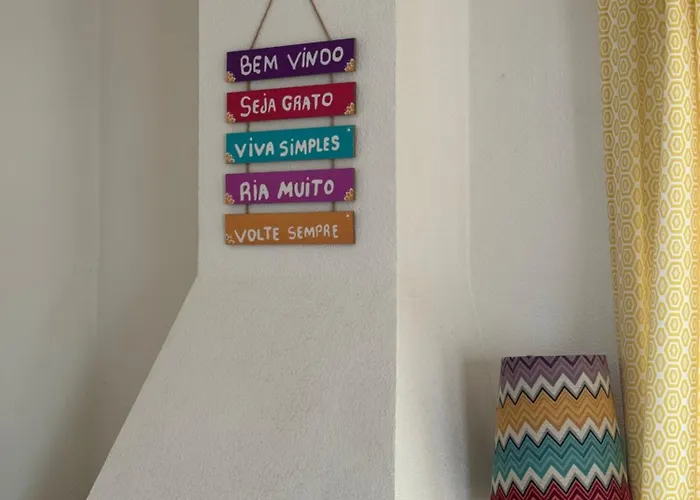 BEM VINDO
SEJA GRATO
VIVA SIMPLES
RIA MUITO
VOLTE SEMPRE